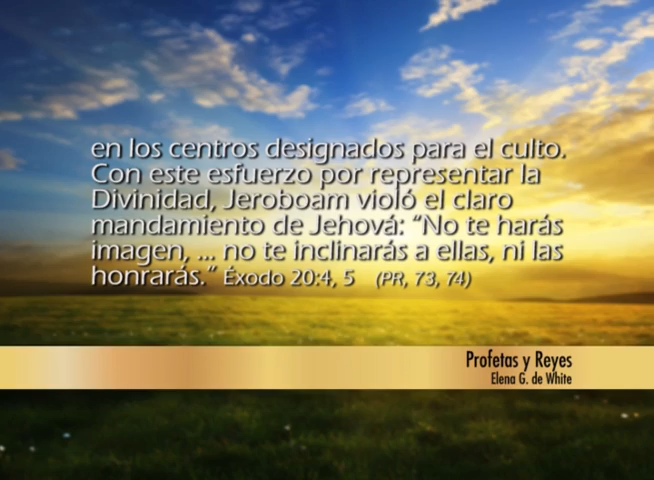 en los centros designados para el culto.
Con este esfuerzo por representar la
Divinidad, Jeroboam violó el claro
mandamiento de Jehová: “No te harás
imagen, ... no te inclinarás a ellas, ni las
honrarás.” Éxodo 20:4, 5 (PR, 73, 74)
Profetas y Reyes
Elena G. de White